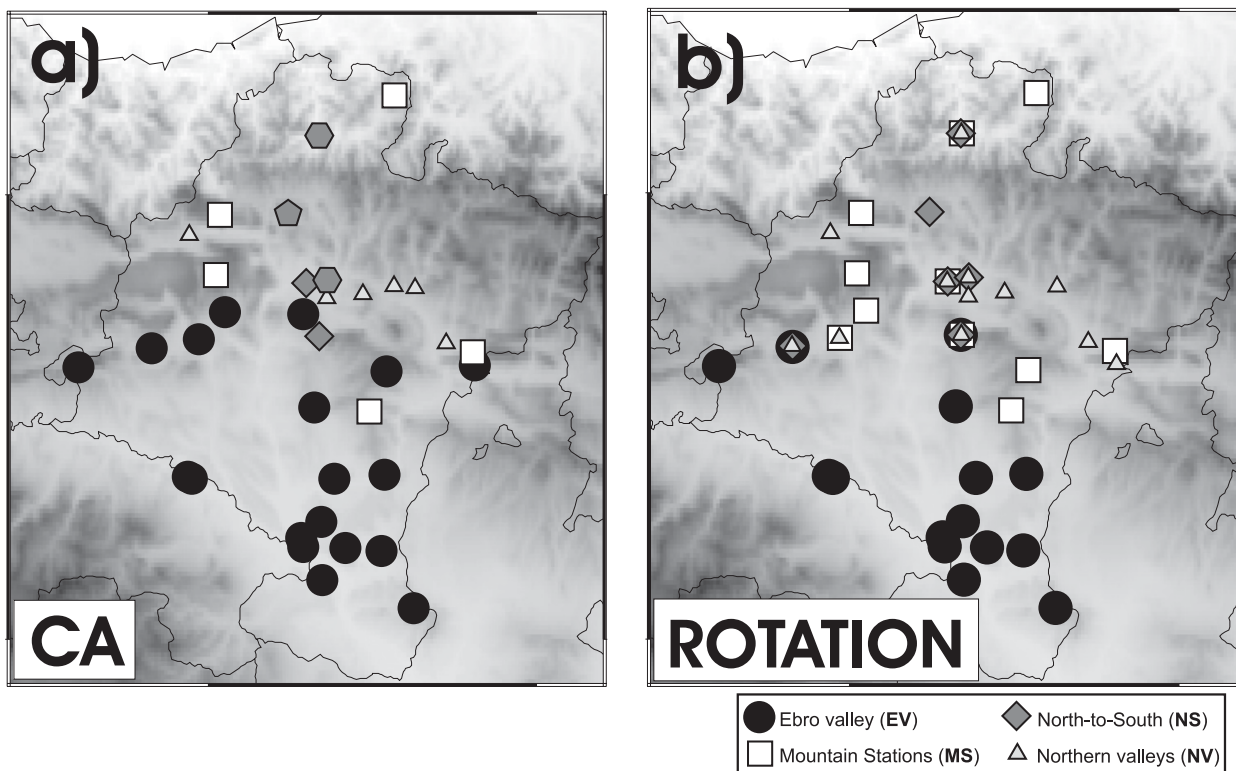 a)
b)
CA
ROTATION
Ebro valley (EV)
North-to-South (NS)
Mountain Stations (MS)
Northern valleys (NV)